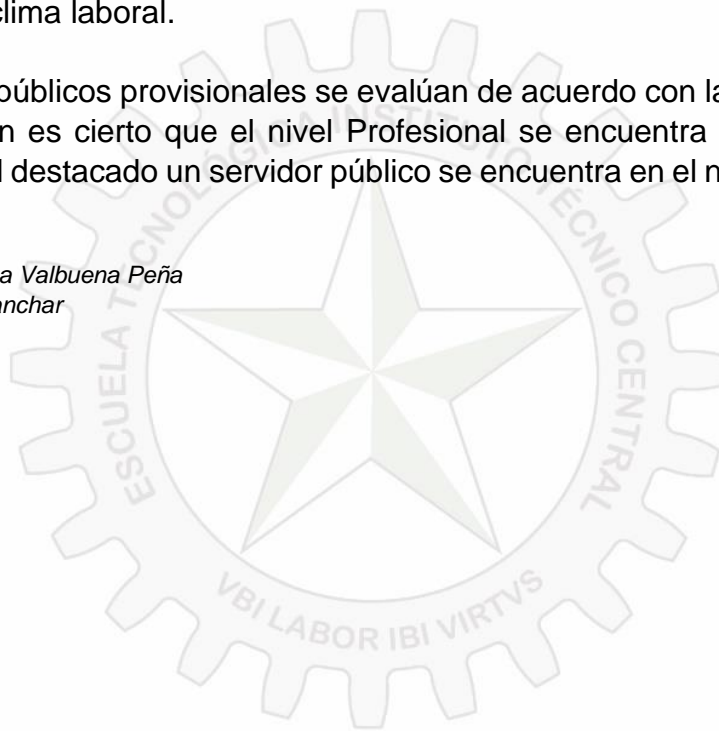 clima laboral.
públicos provisionales se evalúan de acuerdo con la
n es cierto que el nivel Profesional se encuentra
l destacado un servidor público se encuentra en el n
a Valbuena Peña
anchar
ESCUELA TECNOLÓGICA INSTITUTO TÉCNICO CENTRAL
VBI LABOR IBI VIRTVS